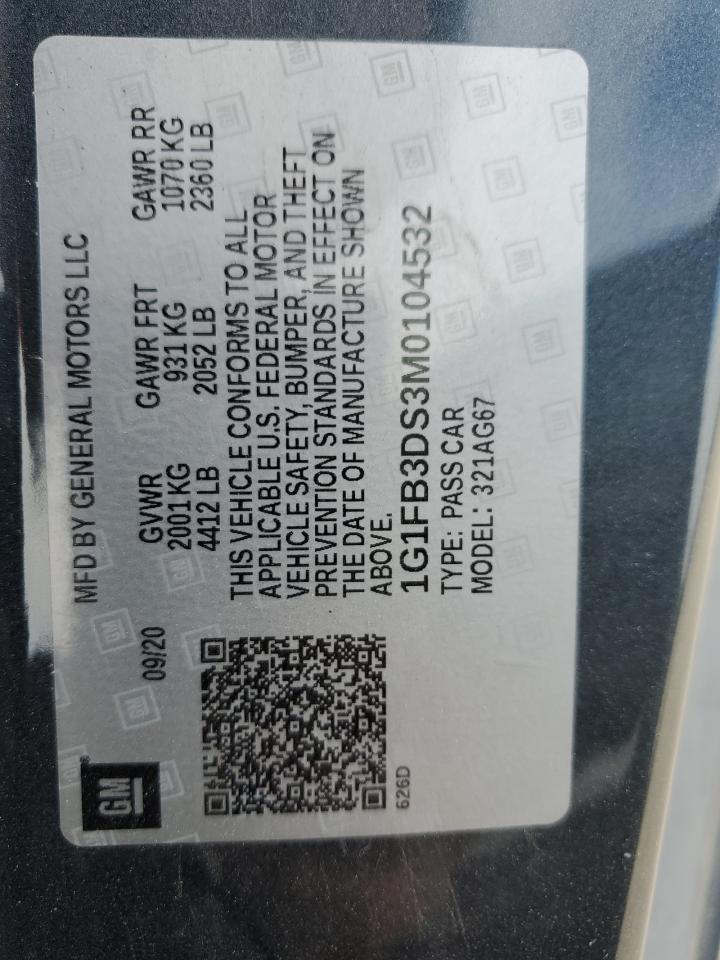 GM
MFD BY GENERAL MOTORS LLC
09/20
GVWR GAWR FRT GAWR RR
2001 KG 931 KG 1070 KG
4412 LB 2052 LB 2360 LB
THIS VEHICLE CONFORMS TO ALL
APPLICABLE U.S. FEDERAL MOTOR
VEHICLE SAFETY, BUMPER, AND THEFT
PREVENTION STANDARDS IN EFFECT ON
THE DATE OF MANUFACTURE SHOWN
ABOVE.
1G1FB3DS3M0104532
TYPE: PASS CAR
MODEL: 321AG67
626D